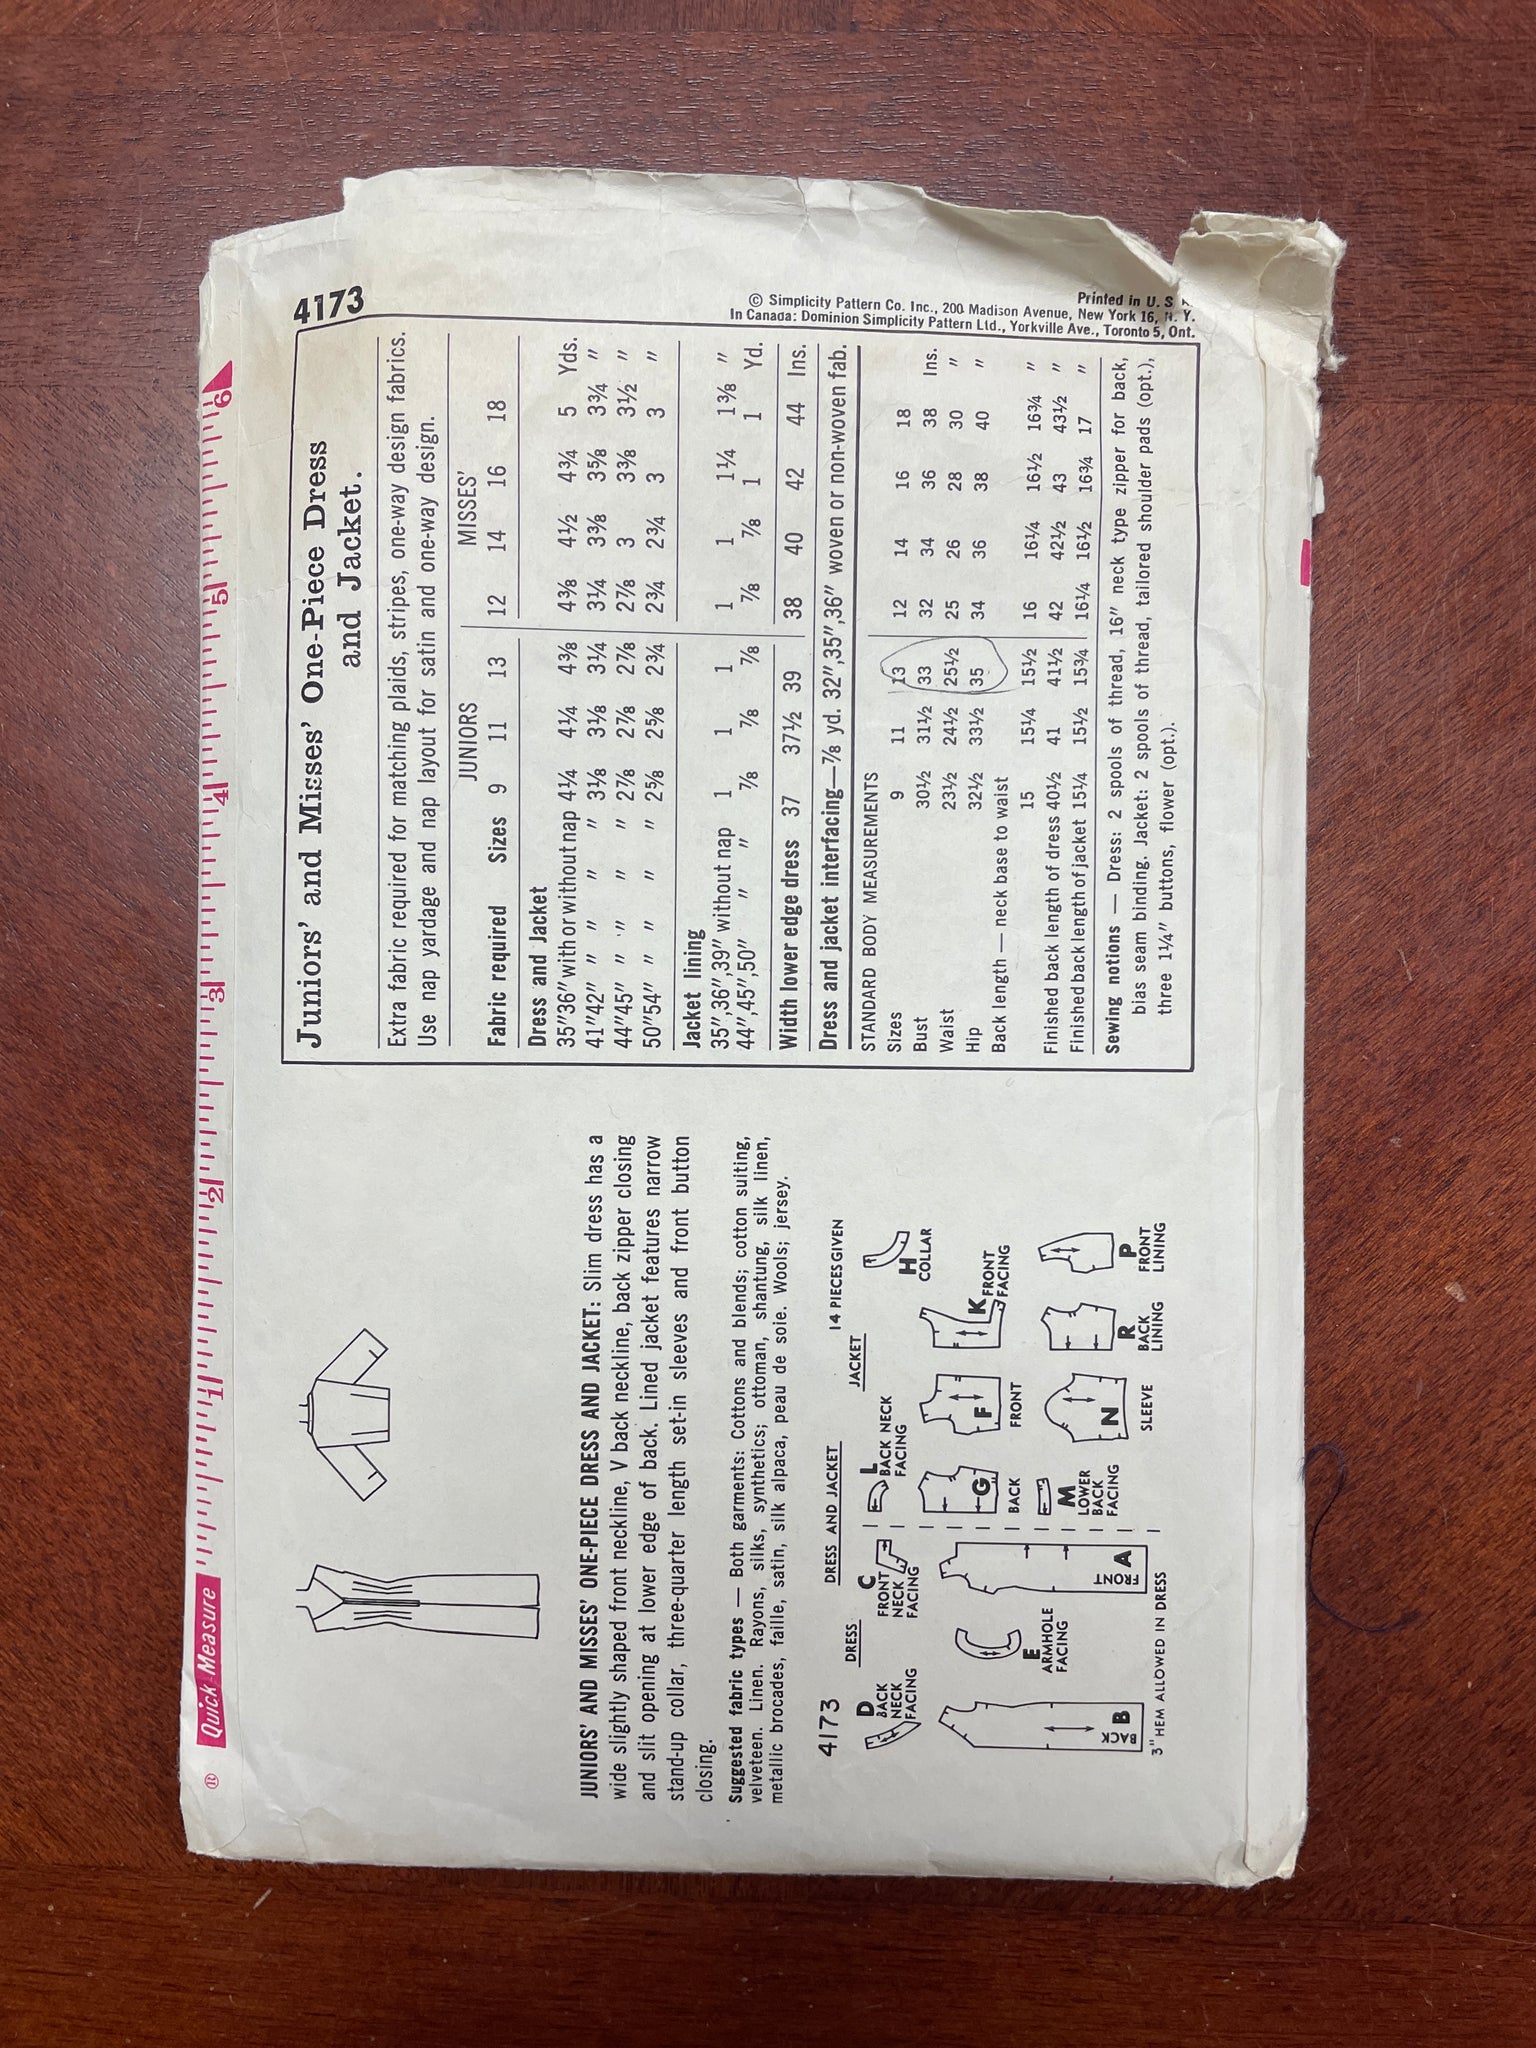 ® Quick Measure 1 2 3 4 5 6
4173
Juniors' and Misses' One-Piece Dress
and Jacket.
Extra fabric required for matching plaids, stripes, one-way design fabrics.
Use nap yardage and nap layout for satin and one-way design.
JUNIORS MISSES'
Fabric required Sizes 9 11 13 12 14 16 18
Dress and Jacket
35"36" with or without nap 4¼ 4¼ 4⅜ 4⅜ 4½ 4¾ 5 Yds.
41"42" " " " 3⅛ 3⅛ 3¼ 3¼ 3⅜ 3⅝ 3¾ "
44"45" " " " 2⅞ 2⅞ 2⅞ 2⅞ 3 3⅜ 3½ "
50"54" " " " 2⅝ 2⅝ 2¾ 2¾ 2¾ 3 3 "
Jacket lining
35",36",39" without nap 1 1 1 1 1 1¼ 1⅜ "
44",45",50" " " ⅞ ⅞ ⅞ ⅞ ⅞ 1 1 Yd.
Width lower edge dress 37 37½ 39 38 40 42 44 Ins.
Dress and jacket interfacing—⅞ yd. 32",35",36" woven or non-woven fab.
STANDARD BODY MEASUREMENTS
Sizes 9 11 13 12 14 16 18
Bust 30½ 31½ 33 32 34 36 38 Ins.
Waist 23½ 24½ 25½ 25 26 28 30 "
Hip 32½ 33½ 35 34 36 38 40 "
Back length — neck base to waist
15 15¼ 15½ 16 16¼ 16½ 16¾ "
Finished back length of dress 40½ 41 41½ 42 42½ 43 43½ "
Finished back length of jacket 15¼ 15½ 15¾ 16¼ 16½ 16¾ 17 "
Sewing notions — Dress: 2 spools of thread, 16" neck type zipper for back,
bias seam binding. Jacket: 2 spools of thread, tailored shoulder pads (opt.),
three 1¼" buttons, flower (opt.).
© Simplicity Pattern Co. Inc., 200 Madison Avenue, New York 16, N. Y.
In Canada: Dominion Simplicity Pattern Ltd., Yorkville Ave., Toronto 5, Ont.
Printed in U. S.
JUNIORS' AND MISSES' ONE-PIECE DRESS AND JACKET: Slim dress has a
wide slightly shaped front neckline, V back neckline, back zipper closing
and slit opening at lower edge of back. Lined jacket features narrow
stand-up collar, three-quarter length set-in sleeves and front button
closing.
Suggested fabric types — Both garments: Cottons and blends; cotton suiting,
velveteen. Linen. Rayons, silks, synthetics; ottoman, shantung, silk linen,
metallic brocades, faille, satin, silk alpaca, peau de soie. Wools; jersey.
4173 DRESS DRESS AND JACKET JACKET 14 PIECES GIVEN
D BACK NECK FACING
C FRONT NECK FACING
L BACK NECK FACING
H COLLAR
E ARMHOLE FACING
G BACK
F FRONT
K FRONT FACING
B BACK
A FRONT
M LOWER BACK FACING
N SLEEVE
R BACK LINING
P FRONT LINING
3" HEM ALLOWED IN DRESS